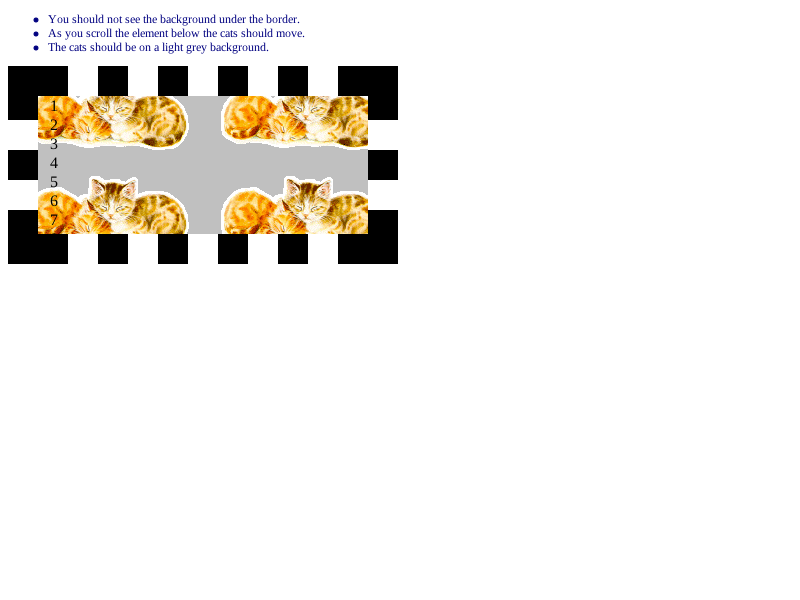 You should not see the background under the border.
As you scroll the element below the cats should move.
The cats should be on a light grey background.
1
2
3
4
5
6
7